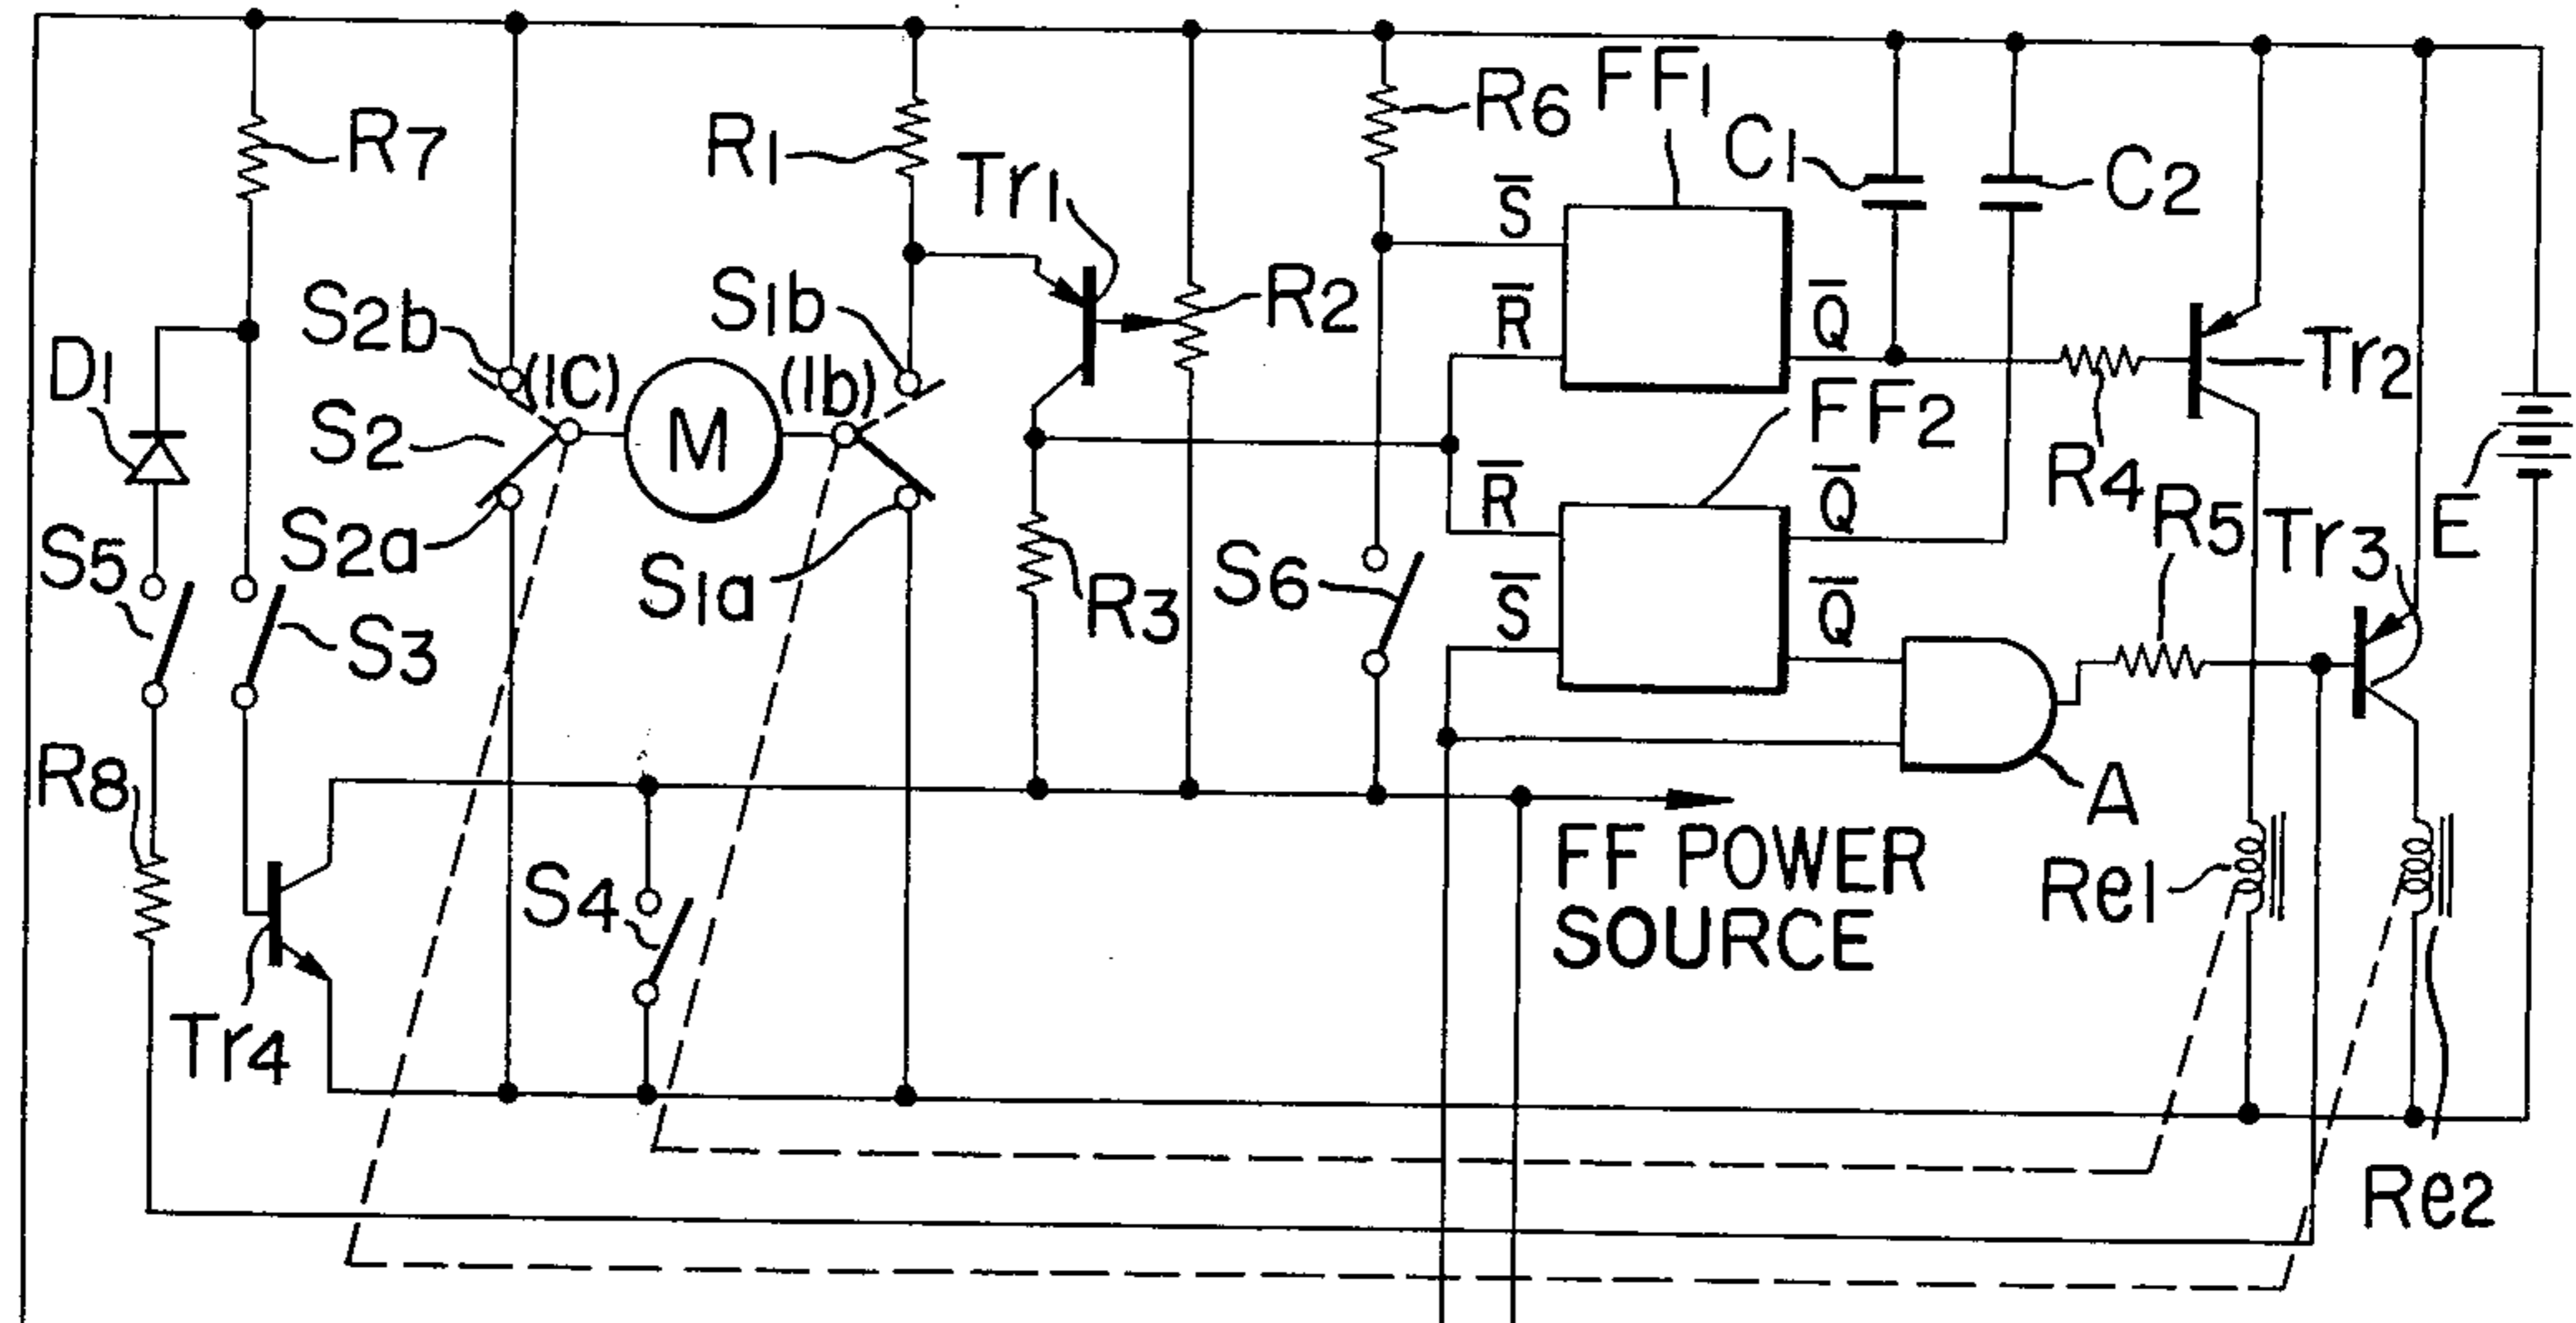 R7
R1
Tr1
R6
FF1
C1
C2
S̅
R̅
Q̅
S2b
S1b
R2
D1
(1C)
(1b)
M
S2
Tr2
FF2
R4
E
S2a
S1a
R̅
Q̅
R5
Tr3
S5
S3
R3
S6
S̅
Q̅
R8
A
S4
FF POWER
SOURCE
Re1
Tr4
Re2